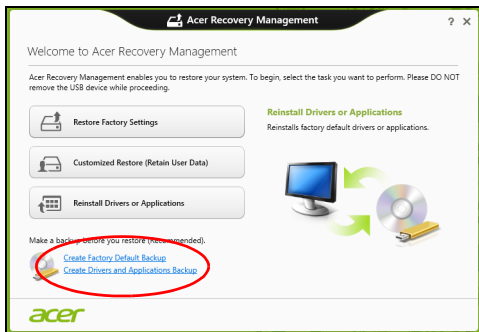 Acer Recovery Management
? X
Welcome to Acer Recovery Management
Acer Recovery Management enables you to restore your system. To begin, select the task you want to perform. Please DO NOT
remove the USB device while proceeding.
Restore Factory Settings
Customized Restore (Retain User Data)
Reinstall Drivers or Applications
Reinstall Drivers or Applications
Reinstalls factory default drivers or applications.
Make a backup before you restore (Recommended).
Create Factory Default Backup
Create Drivers and Applications Backup
acer